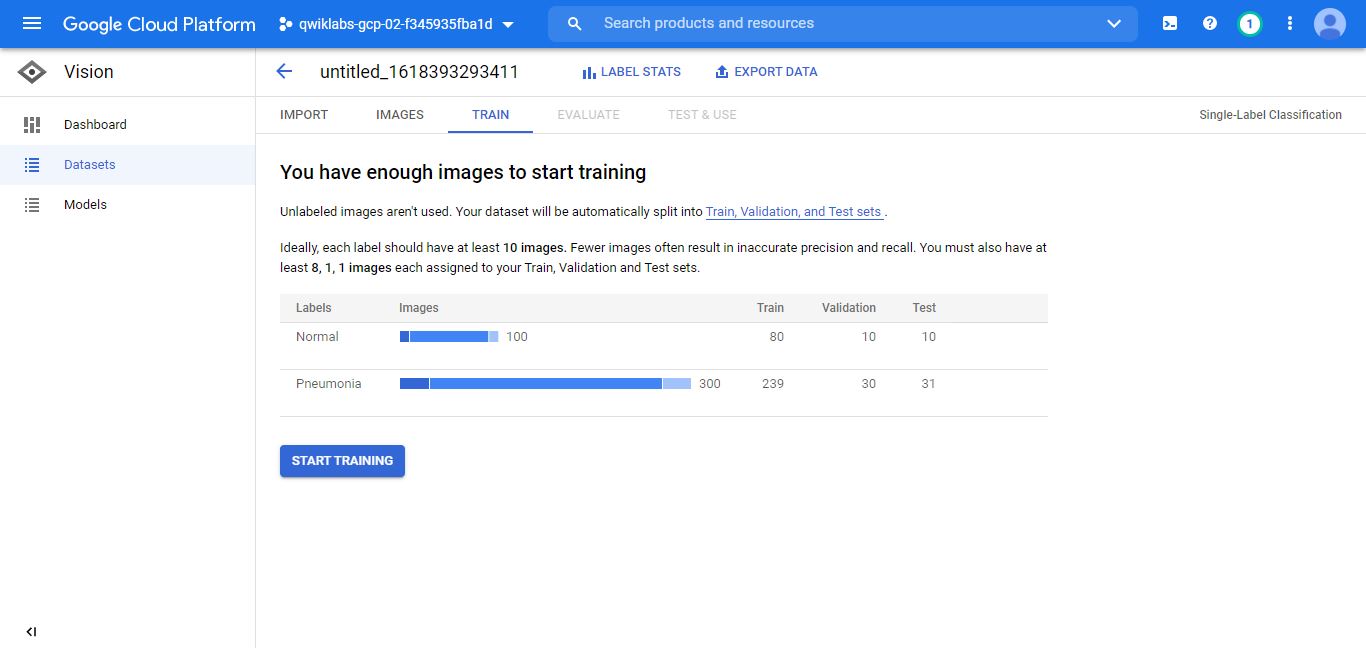 Google Cloud Platform qwiklabs-gcp-02-f345935fba1d Search products and resources 1
Vision untitled_1618393293411 LABEL STATS EXPORT DATA
IMPORT IMAGES TRAIN EVALUATE TEST & USE Single-Label Classification
Dashboard
Datasets
Models
You have enough images to start training
Unlabeled images aren't used. Your dataset will be automatically split into Train, Validation, and Test sets .
Ideally, each label should have at least 10 images. Fewer images often result in inaccurate precision and recall. You must also have at
least 8, 1, 1 images each assigned to your Train, Validation and Test sets.
Labels Images Train Validation Test
Normal 100 80 10 10
Pneumonia 300 239 30 31
START TRAINING